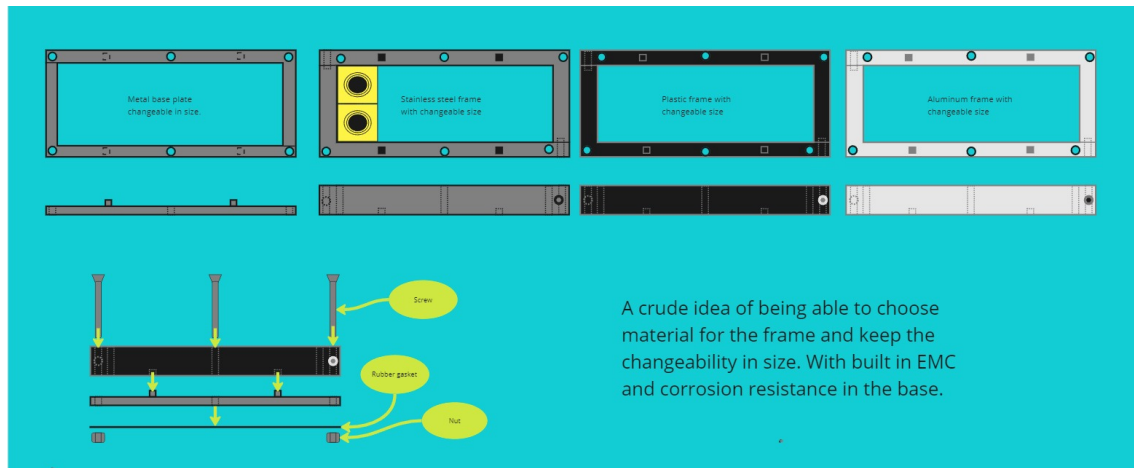 Metal base plate
changeable in size.
Stainless steel frame
with changeable size
Plastic frame with
changeable size
Aluminum frame with
changeable size
Screw
Rubber gasket
Nut
A crude idea of being able to choose
material for the frame and keep the
changeability in size. With built in EMC
and corrosion resistance in the base.